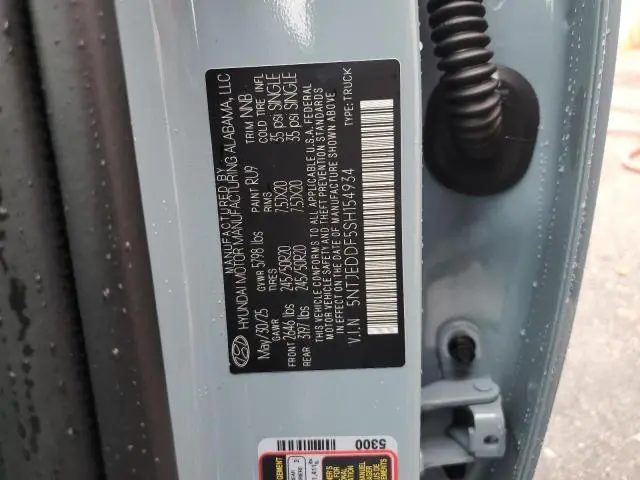 MANUFACTURED BY
HYUNDAI MOTOR MANUFACTURING ALABAMA, LLC
May/30/25 GVWR 5798 lbs PAINT RU9 TRIM NNB
GAWR TIRES RIMS COLD TIRE INFL
FRONT 2646 lbs 245/50R20 7.5JX20 35 psi SINGLE
REAR 3197 lbs 245/50R20 7.5JX20 35 psi SINGLE
THIS VEHICLE CONFORMS TO ALL APPLICABLE U.S.A. FEDERAL
MOTOR VEHICLE SAFETY AND THEFT PREVENTION STANDARDS
IN EFFECT ON THE DATE OF MANUFACTURE SHOWN ABOVE
V.I.N 5NTJEDDF5SH154934 TYPE:TRUCK
5300